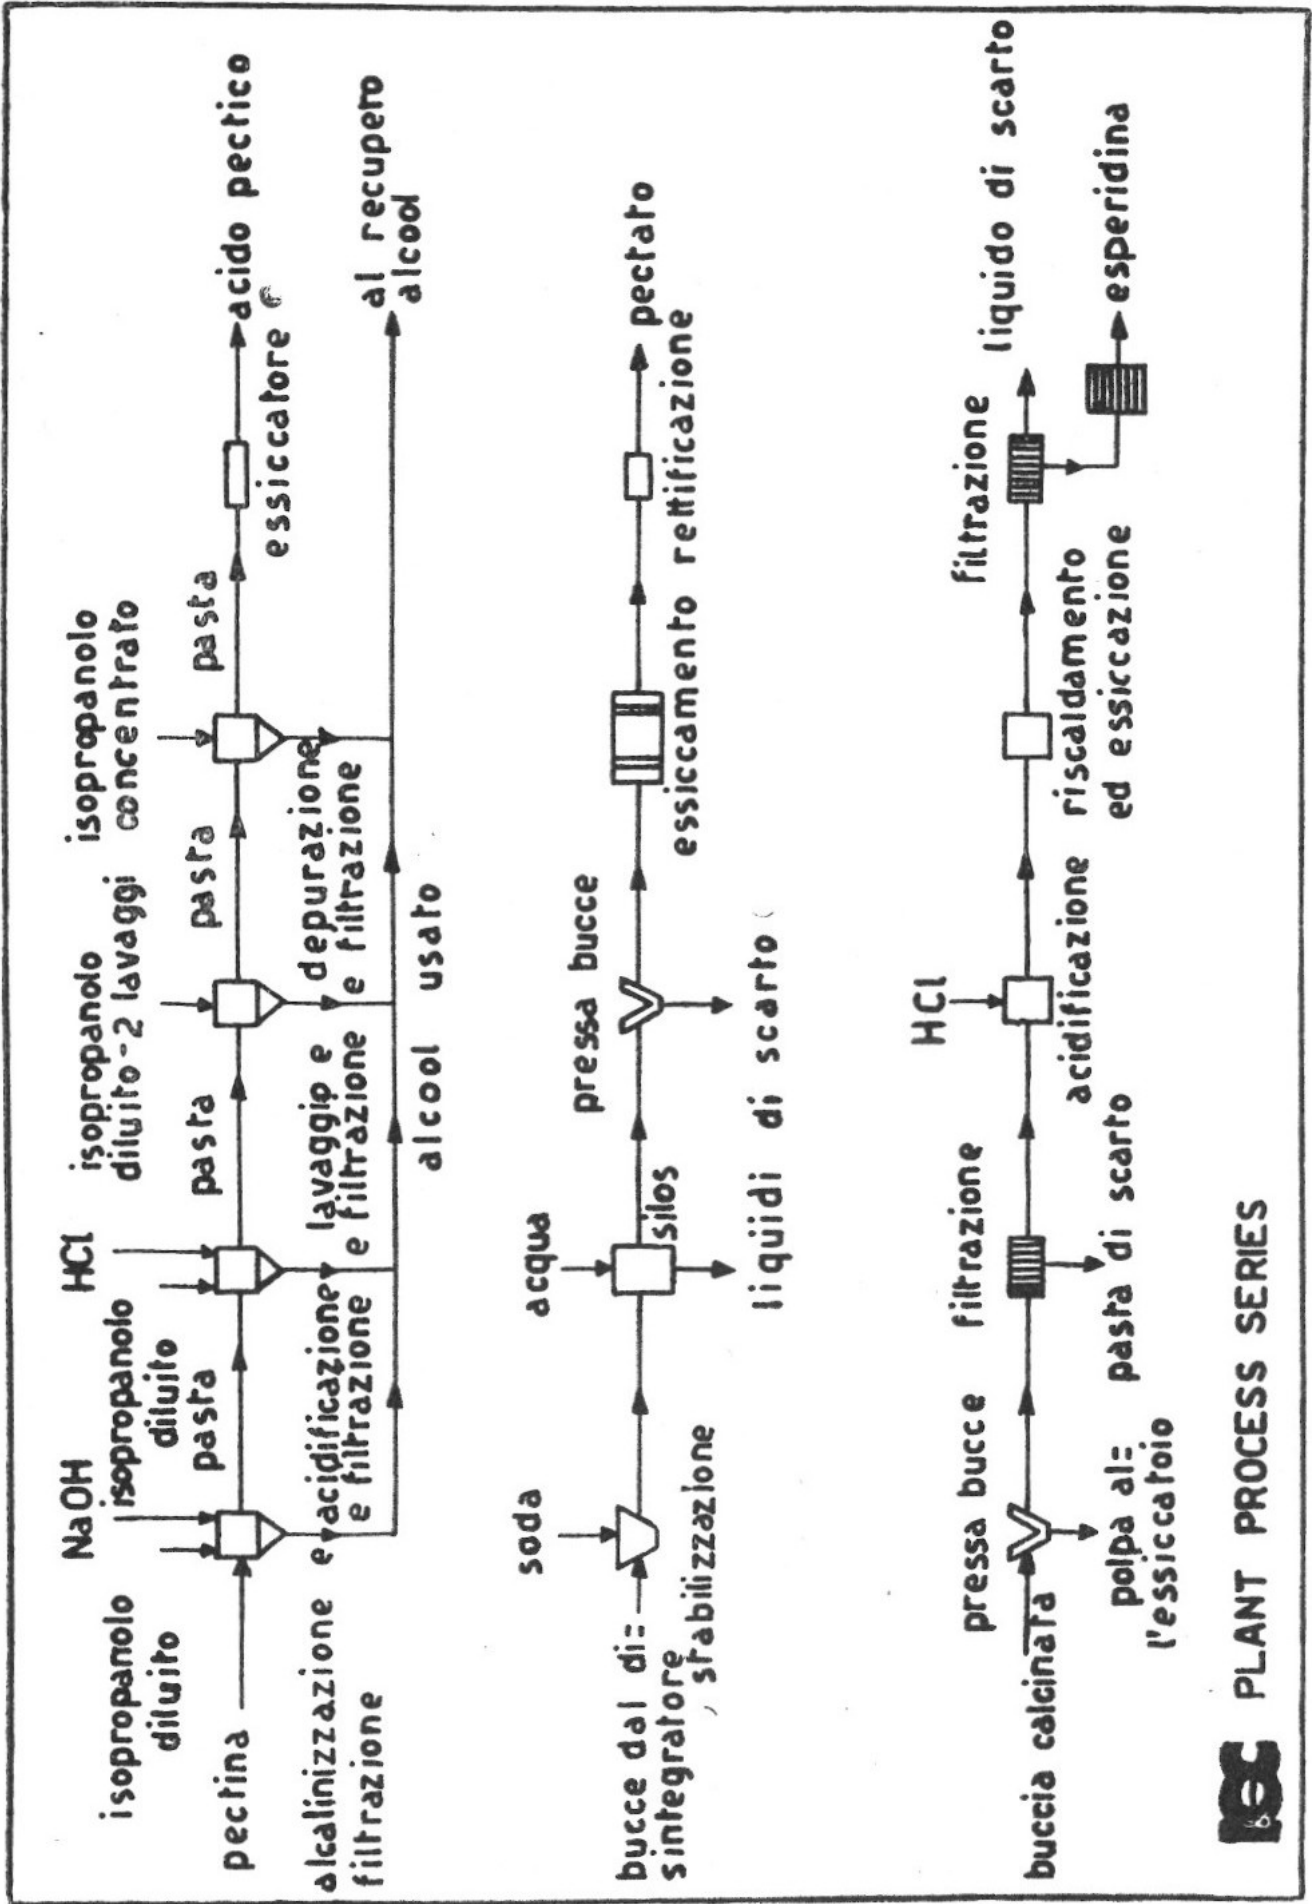 isopropanolo
diluito
NaOH
isopropanolo
diluito
HCl
isopropanolo
diluito-2 lavaggi
isopropanolo
concentrato
pectina
pasta
pasta
pasta
pasta
essiccatore
acido pectico
alcalinizzazione e
filtrazione
acidificazione
e filtrazione
lavaggio e
e filtrazione
depurazione
e filtrazione
alcool usato
al recupero
alcool
soda
acqua
pressa bucce
bucce dal di=
sintegratore
stabilizzazione
silos
liquidi di scarto
essiccamento rettificazione
pectato
HCl
pressa bucce
filtrazione
filtrazione
liquido di scarto
buccia calcinata
acidificazione
riscaldamento
ed essiccazione
polpa al=
l'essiccatoio
pasta di scarto
esperidina
PLANT PROCESS SERIES